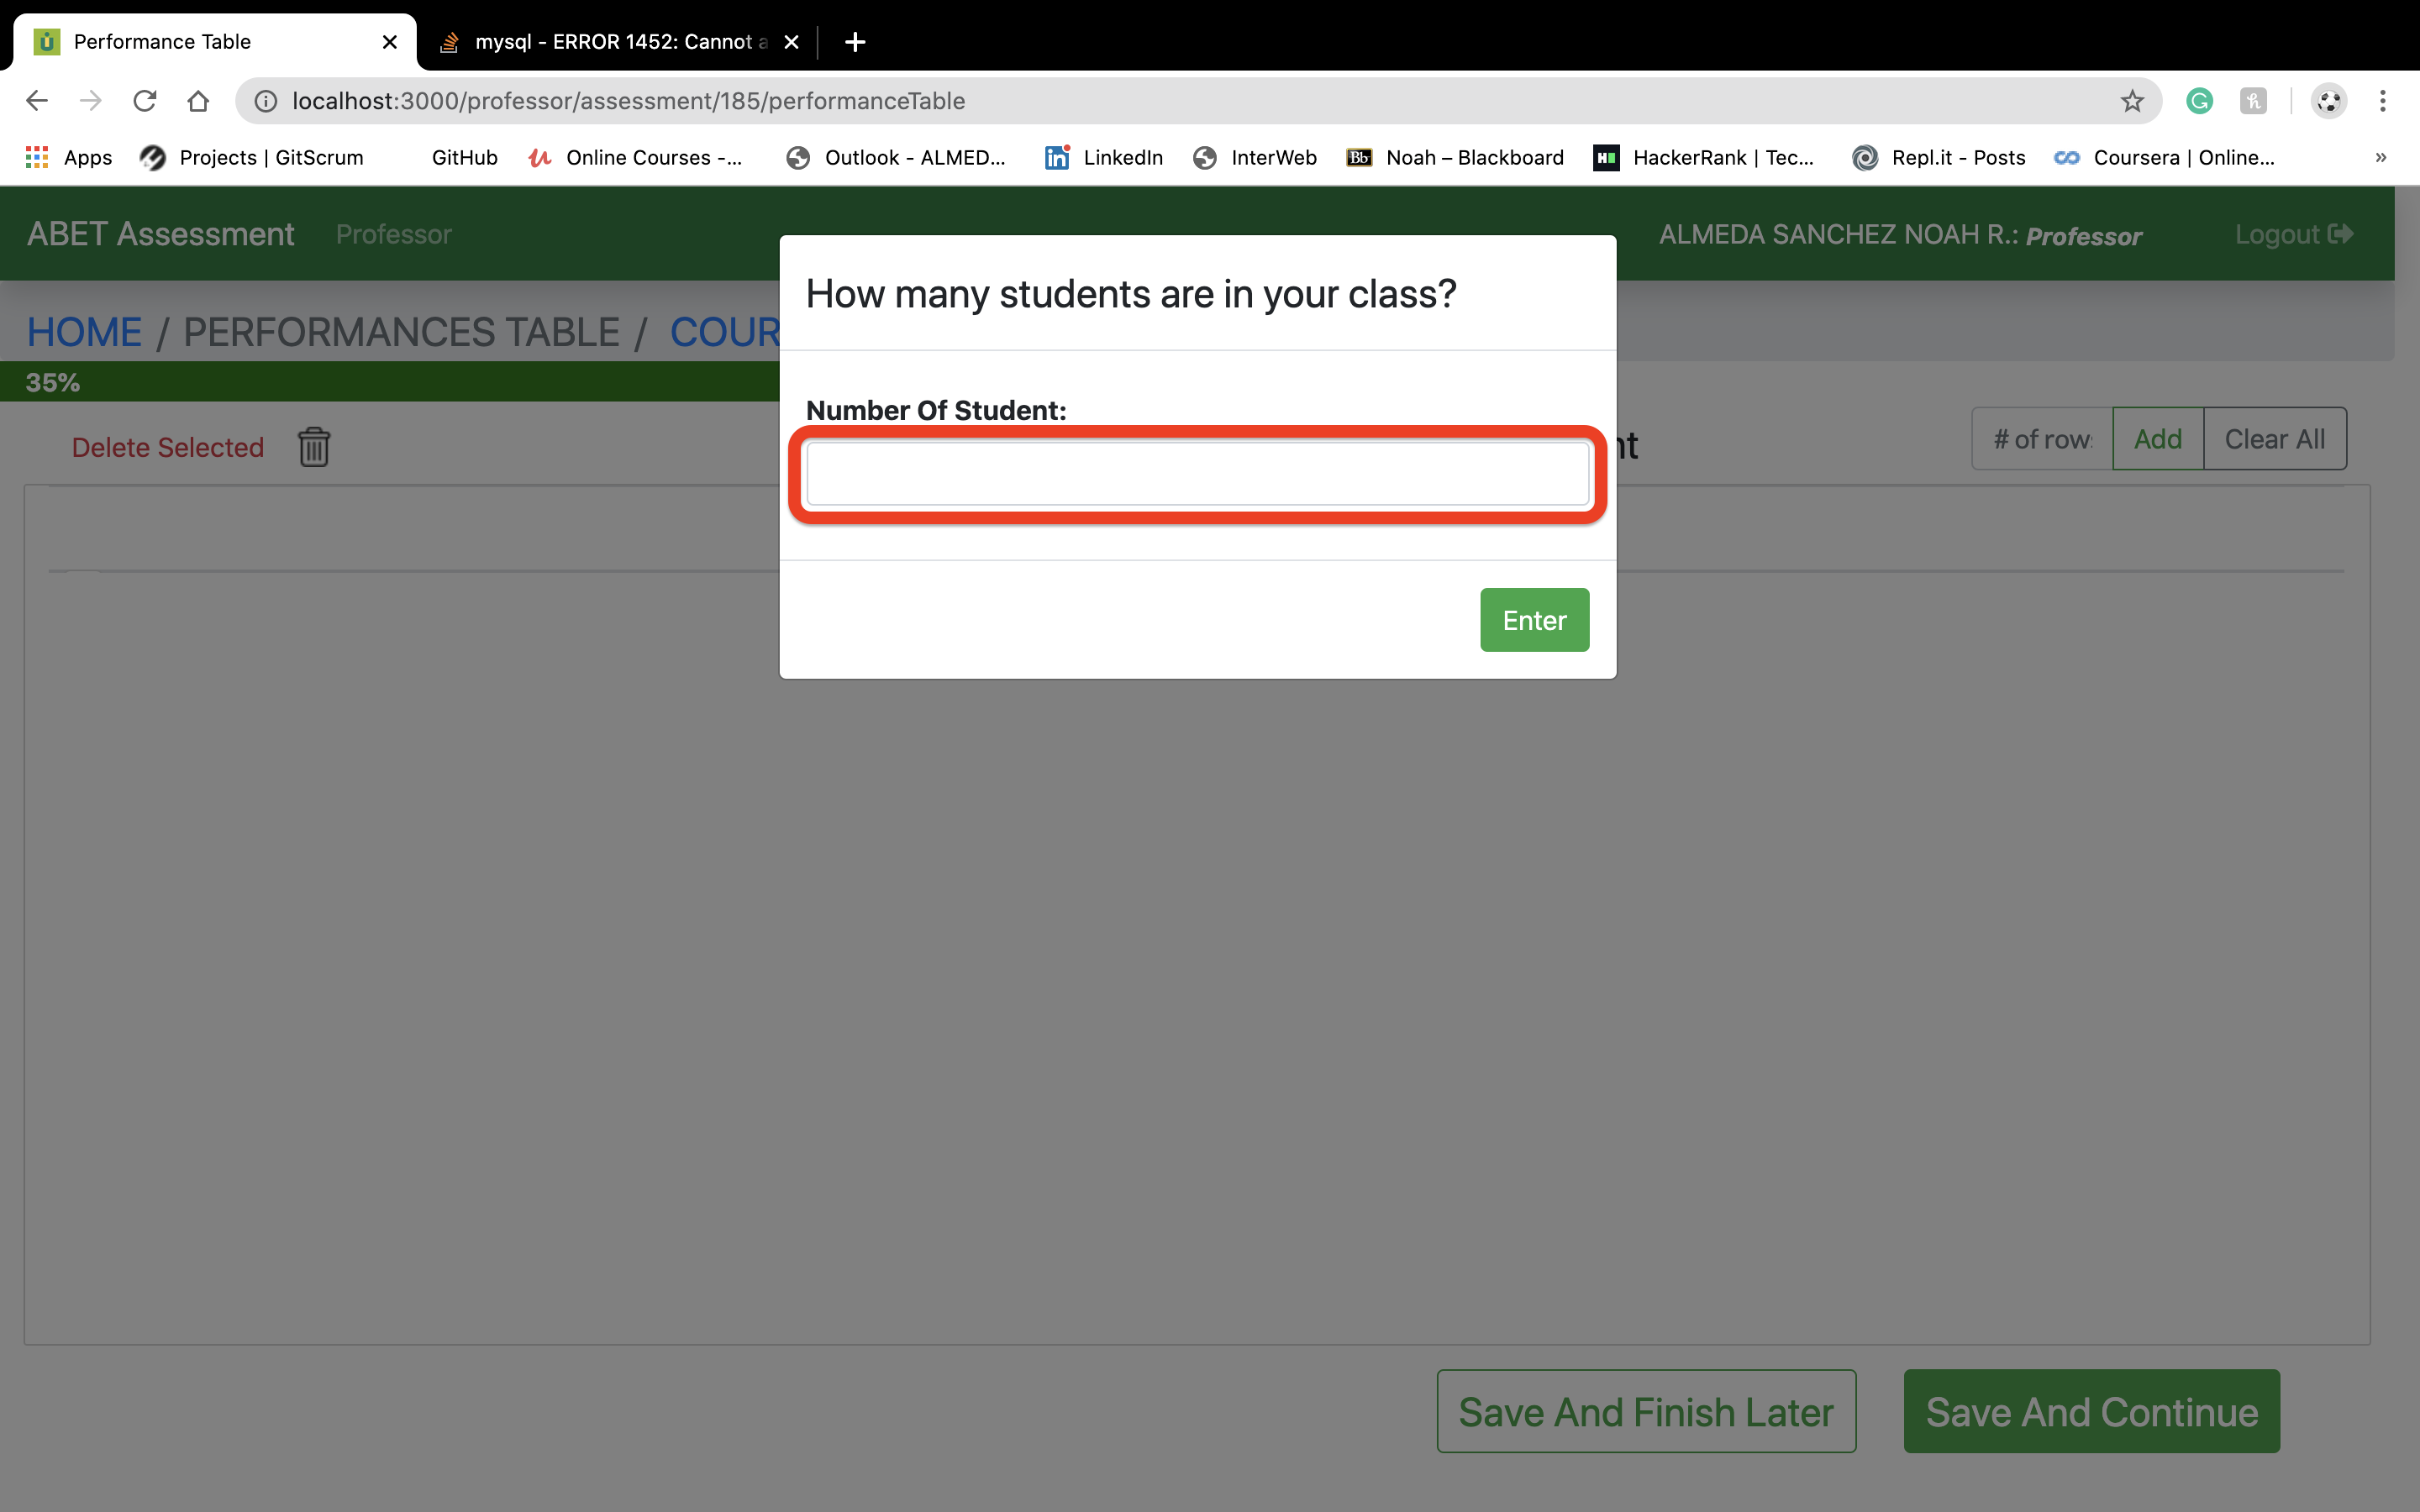 Performance Table
mysql - ERROR 1452: Cannot a
localhost:3000/professor/assessment/185/performanceTable
Apps Projects | GitScrum GitHub Online Courses -... Outlook - ALMED... LinkedIn InterWeb Bb Noah – Blackboard HackerRank | Tec... Repl.it - Posts Coursera | Online... »
ABET Assessment Professor ALMEDA SANCHEZ NOAH R.: Professor Logout
How many students are in your class?
HOME / PERFORMANCES TABLE / COUR
35%
Number Of Student:
Delete Selected nt # of row Add Clear All
Enter
Save And Finish Later Save And Continue